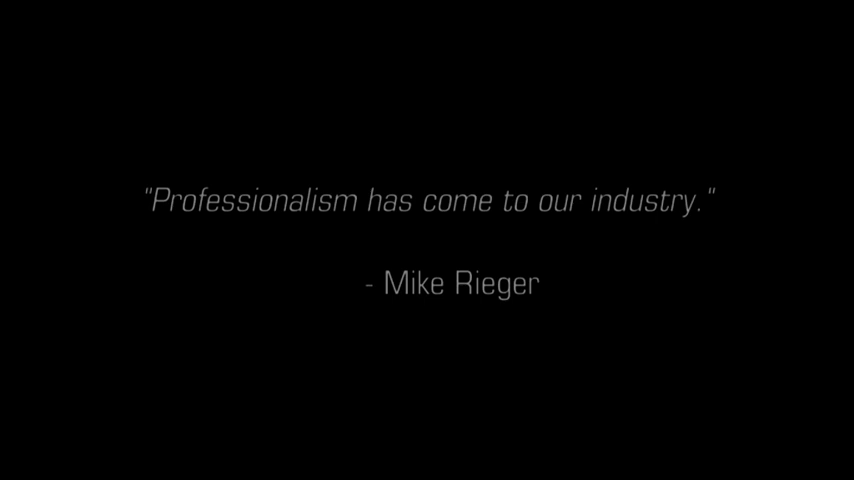 "Professionalism has come to our industry."
- Mike Rieger